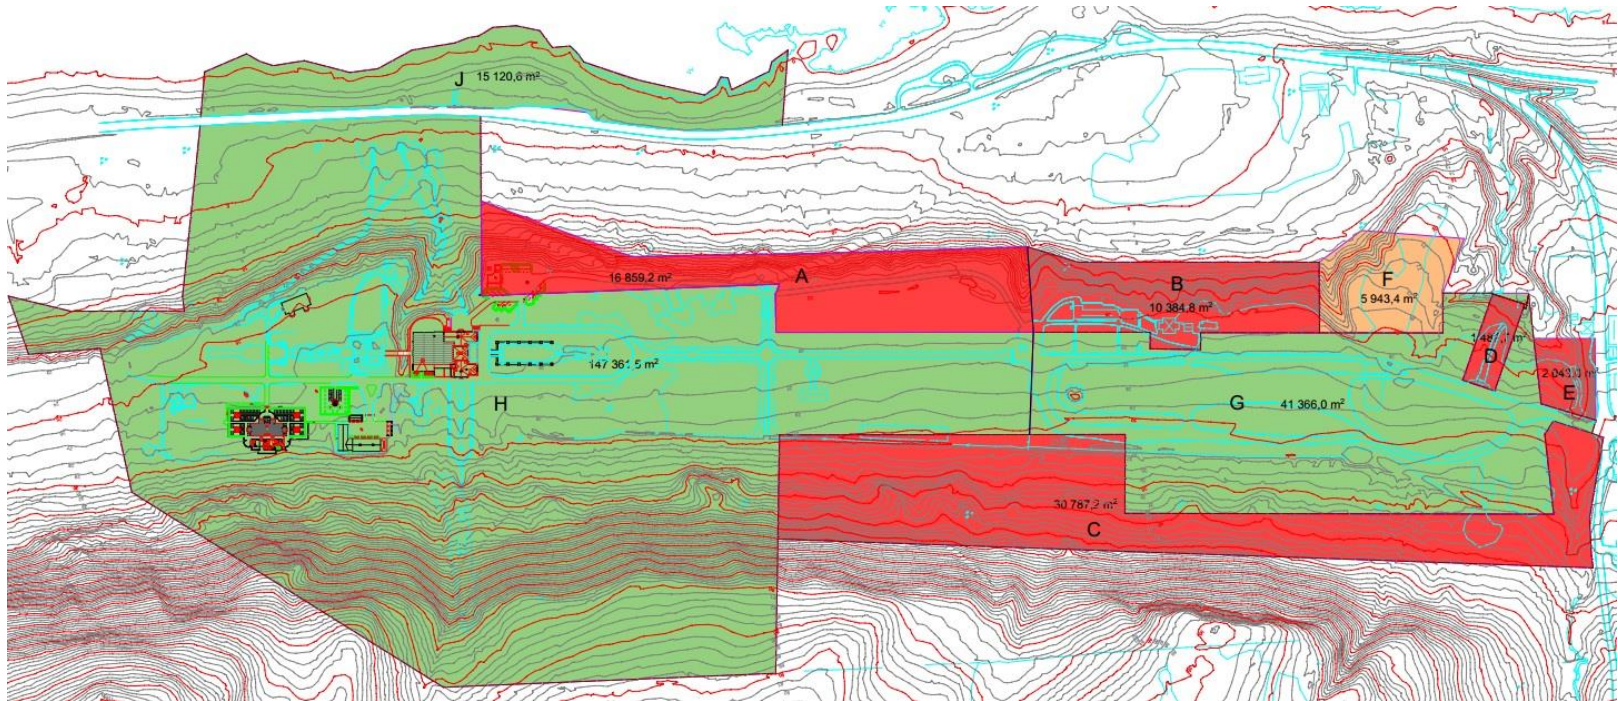 J
15 120,6 m²
A
16 859,2 m²
B
10 384,8 m²
F
5 943,4 m²
D
E
147 361,5 m²
H
G
41 366,0 m²
30 787,2 m²
C